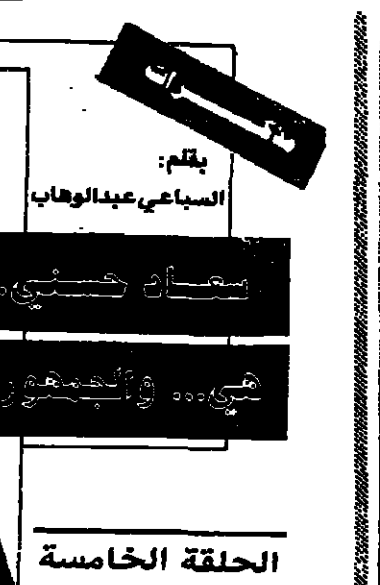 بقلم:
السباعي عبدالوهاب
سعاد حسني..
هي... والجمهور
الحلقة الخامسة